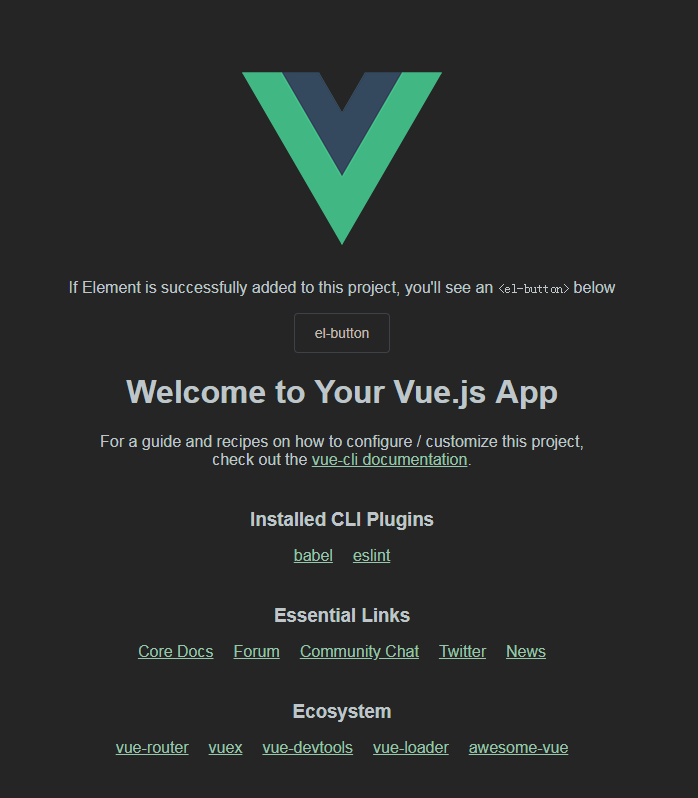 If Element is successfully added to this project, you'll see an <el-button> below
el-button
Welcome to Your Vue.js App
For a guide and recipes on how to configure / customize this project,
check out the vue-cli documentation.
Installed CLI Plugins
babel eslint
Essential Links
Core Docs Forum Community Chat Twitter News
Ecosystem
vue-router vuex vue-devtools vue-loader awesome-vue